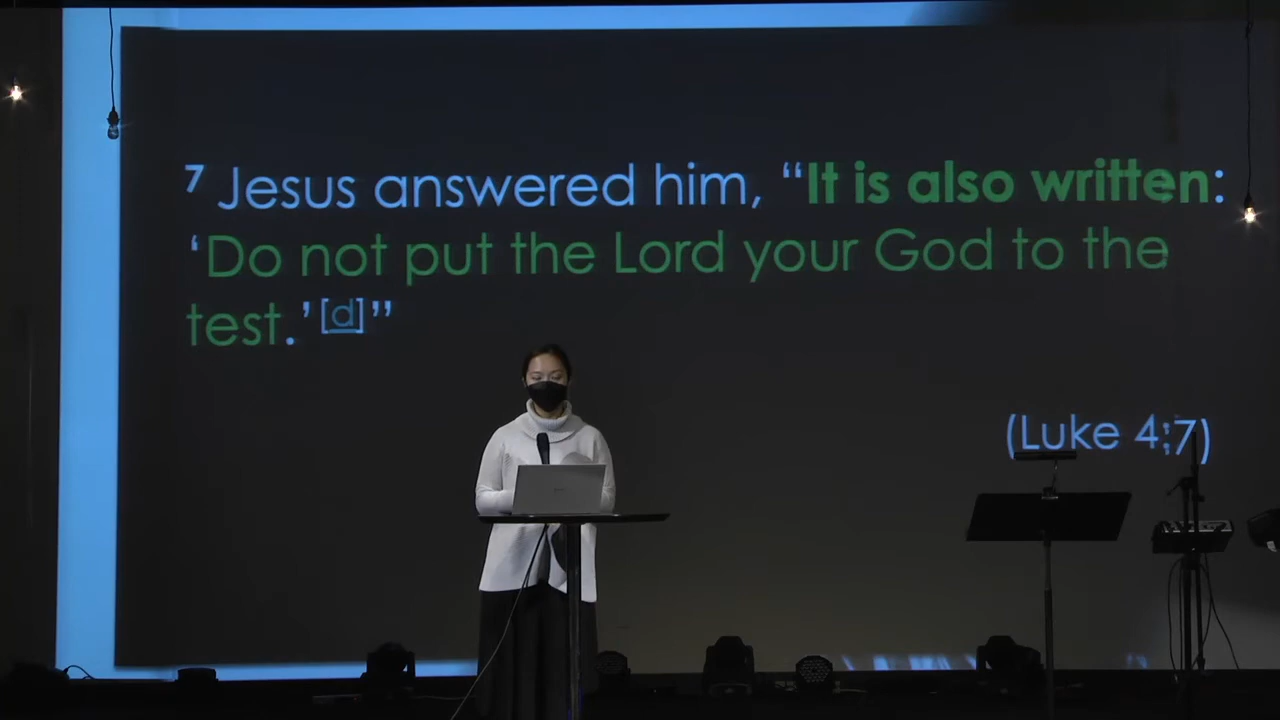 7 Jesus answered him, “It is also written:
‘Do not put the Lord your God to the
test.’[d]”
(Luke 4:7)